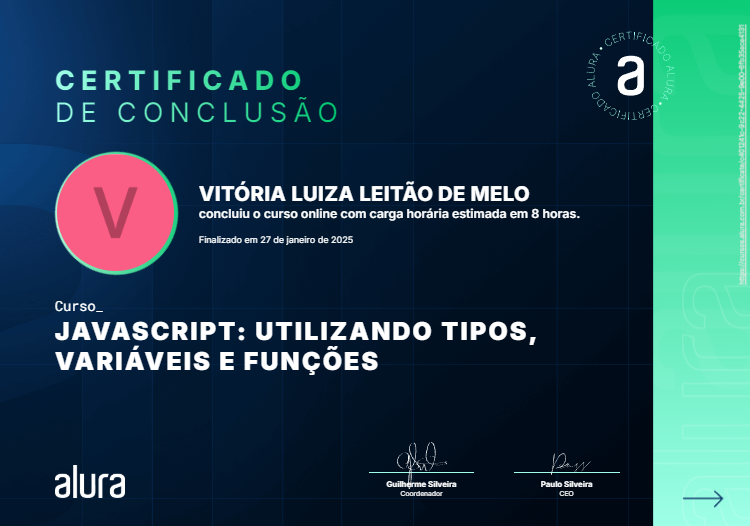 CERTIFICADO
DE CONCLUSÃO
CERTIFICADO ALURA • CERTIFICADO ALURA •
a
V
VITÓRIA LUIZA LEITÃO DE MELO
concluiu o curso online com carga horária estimada em 8 horas.
Finalizado em 27 de janeiro de 2025
Curso_
JAVASCRIPT: UTILIZANDO TIPOS,
VARIÁVEIS E FUNÇÕES
alura
Guilherme Silveira
Coordenador
Paulo Silveira
CEO
alura